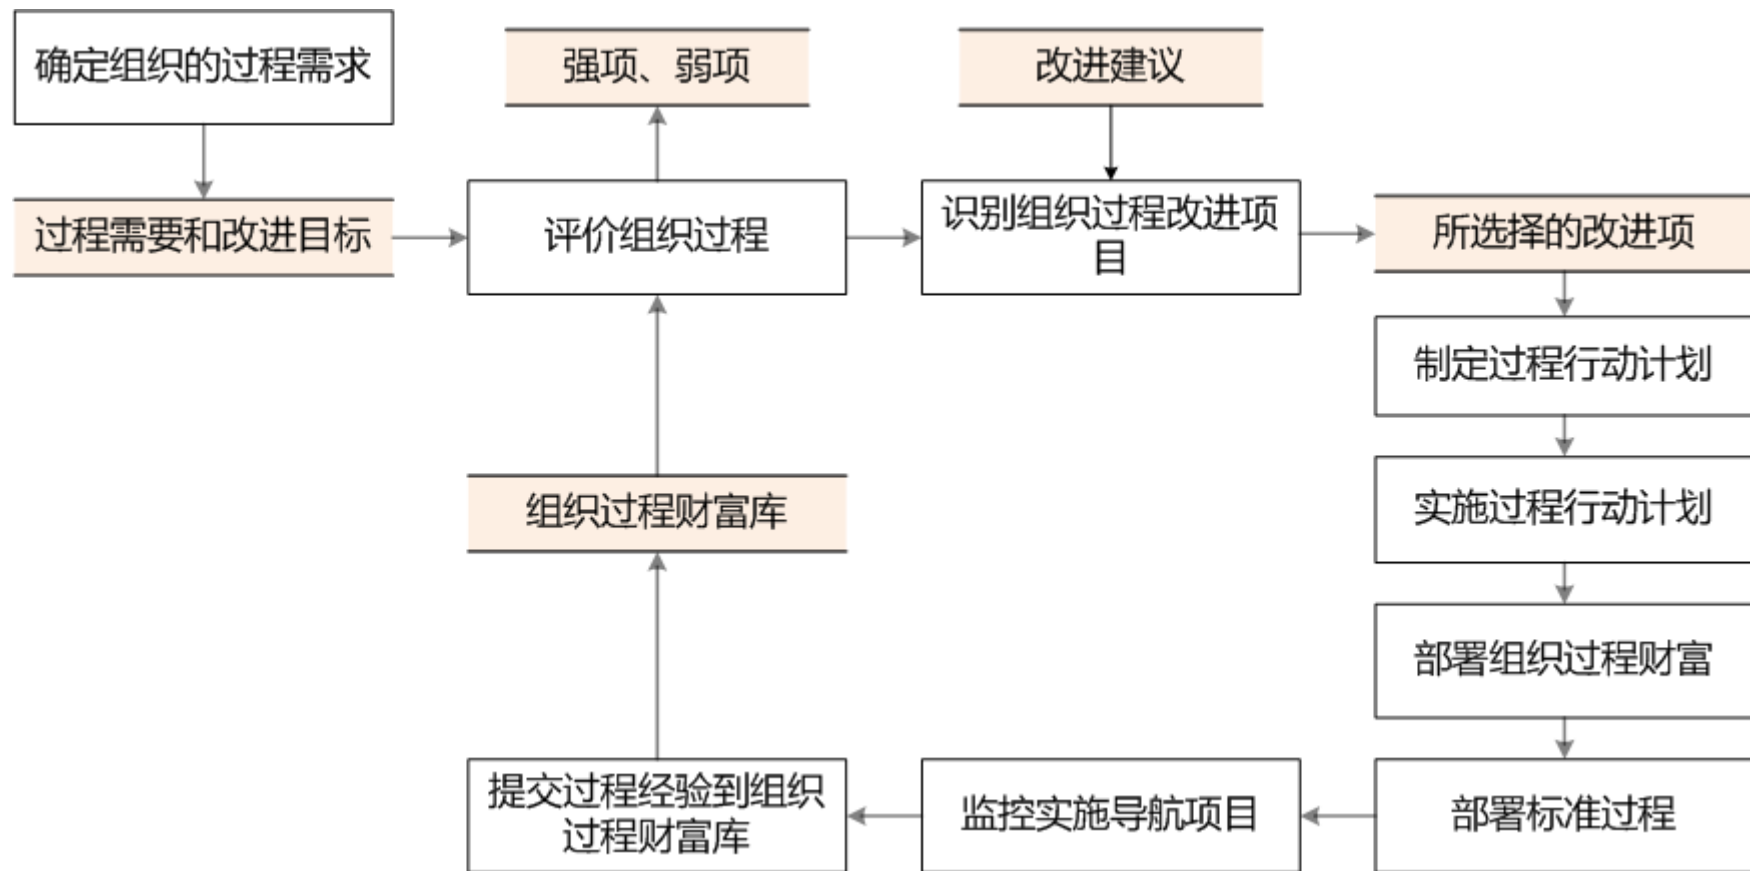 确定组织的过程需求
强项、弱项
改进建议
过程需要和改进目标
评价组织过程
识别组织过程改进项
目
所选择的改进项
制定过程行动计划
组织过程财富库
实施过程行动计划
部署组织过程财富
提交过程经验到组织
过程财富库
监控实施导航项目
部署标准过程